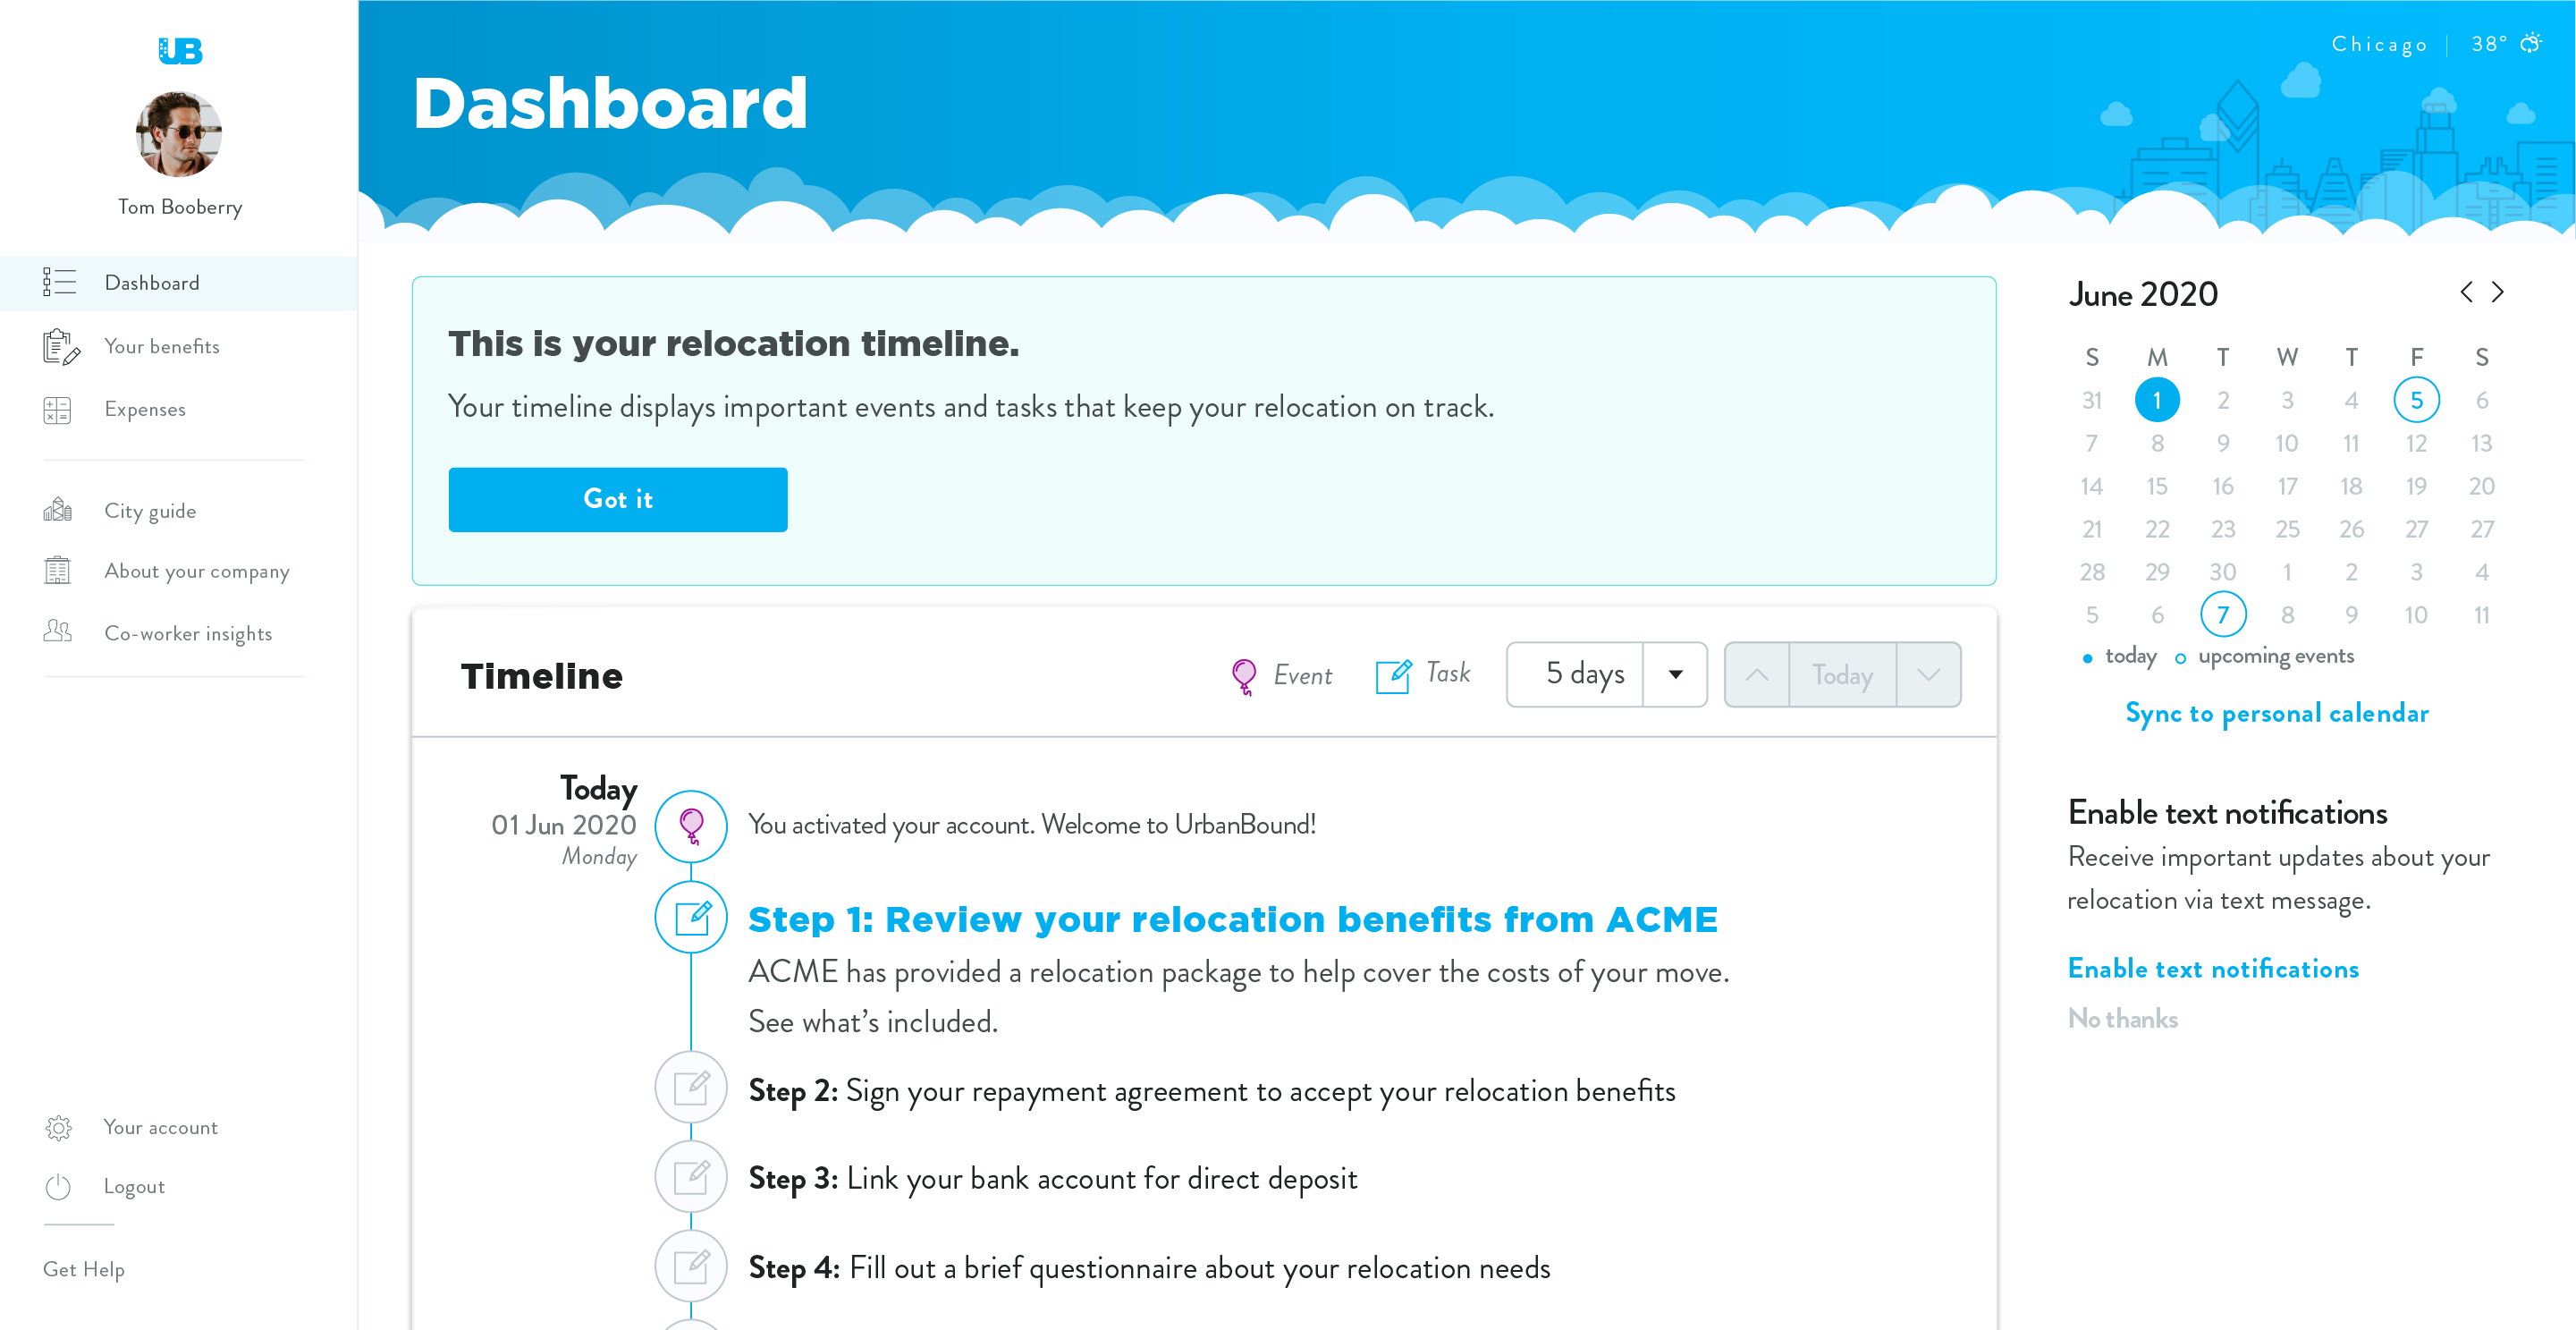 UB
Tom Booberry
Dashboard
Your benefits
Expenses
City guide
About your company
Co-worker insights
Your account
Logout
Get Help
Chicago | 38°
Dashboard
This is your relocation timeline.
Your timeline displays important events and tasks that keep your relocation on track.
Got it
Timeline
Event
Task
5 days
Today
Today
01 Jun 2020
Monday
You activated your account. Welcome to UrbanBound!
Step 1: Review your relocation benefits from ACME
ACME has provided a relocation package to help cover the costs of your move.
See what's included.
Step 2: Sign your repayment agreement to accept your relocation benefits
Step 3: Link your bank account for direct deposit
Step 4: Fill out a brief questionnaire about your relocation needs
June 2020
S M T W T F S
31 1 2 3 4 5 6
7 8 9 10 11 12 13
14 15 16 17 18 19 20
21 22 23 25 26 27 27
28 29 30 1 2 3 4
5 6 7 8 9 10 11
today
upcoming events
Sync to personal calendar
Enable text notifications
Receive important updates about your
relocation via text message.
Enable text notifications
No thanks